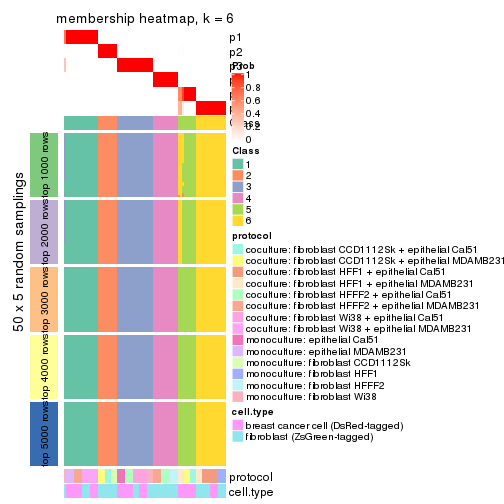 membership heatmap, k = 6
p1
p2
Prob
1
0.8
0.6
0.4
0.2
0
Class
1
2
3
4
5
6
50 x 5 random samplings
top 1000 rows
top 2000 rows
top 3000 rows
top 4000 rows
top 5000 rows
protocol
coculture: fibroblast CCD1112Sk + epithelial Cal51
coculture: fibroblast CCD1112Sk + epithelial MDAMB231
coculture: fibroblast HFF1 + epithelial Cal51
coculture: fibroblast HFF1 + epithelial MDAMB231
coculture: fibroblast HFFF2 + epithelial Cal51
coculture: fibroblast HFFF2 + epithelial MDAMB231
coculture: fibroblast Wi38 + epithelial Cal51
coculture: fibroblast Wi38 + epithelial MDAMB231
monoculture: epithelial Cal51
monoculture: epithelial MDAMB231
monoculture: fibroblast CCD1112Sk
monoculture: fibroblast HFF1
monoculture: fibroblast HFFF2
monoculture: fibroblast Wi38
cell.type
breast cancer cell (DsRed-tagged)
fibroblast (ZsGreen-tagged)
protocol
cell.type